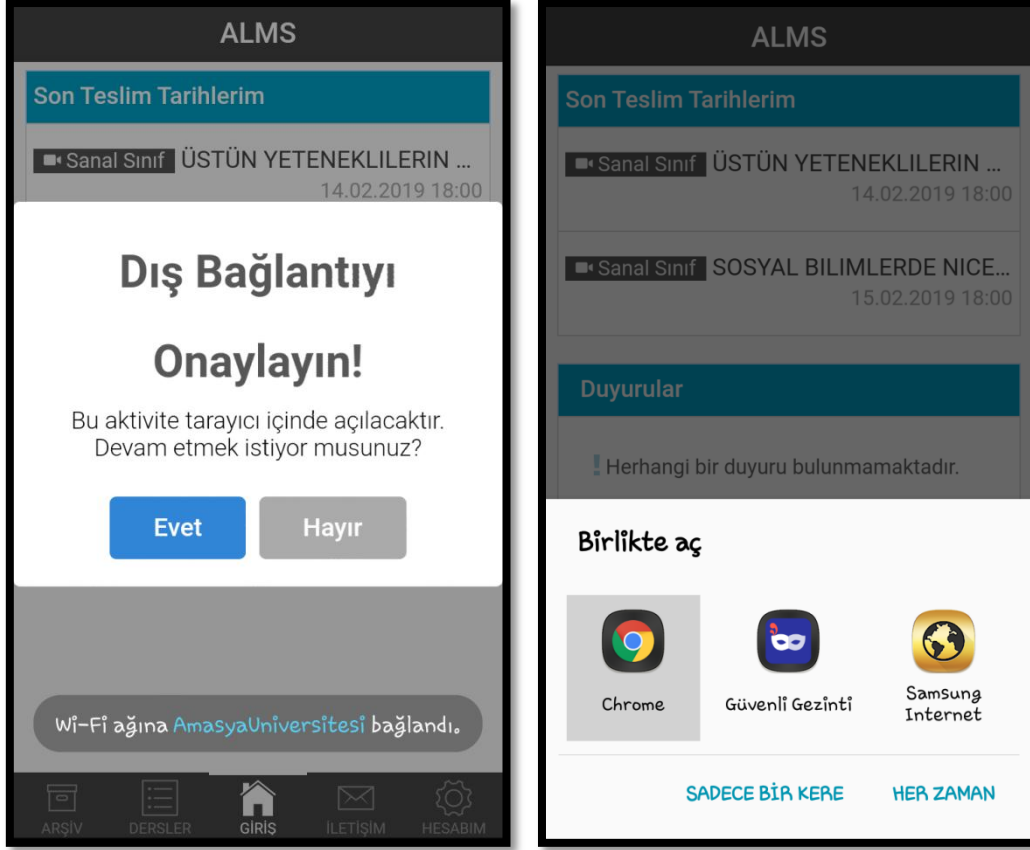 ALMS
Son Teslim Tarihlerim
Sanal Sınıf ÜSTÜN YETENEKLILERIN ...
14.02.2019 18:00
Dış Bağlantıyı
Onaylayın!
Bu aktivite tarayıcı içinde açılacaktır.
Devam etmek istiyor musunuz?
Evet Hayır
Wi-Fi ağına AmasyaUniversitesi bağlandı.
ARŞİV DERSLER GİRİŞ İLETİŞİM HESABIM
ALMS
Son Teslim Tarihlerim
Sanal Sınıf ÜSTÜN YETENEKLILERIN ...
14.02.2019 18:00
Sanal Sınıf SOSYAL BILIMLERDE NICE...
15.02.2019 18:00
Duyurular
! Herhangi bir duyuru bulunmamaktadır.
Birlikte aç
Chrome Güvenli Gezinti Samsung
Internet
SADECE BİR KERE HER ZAMAN